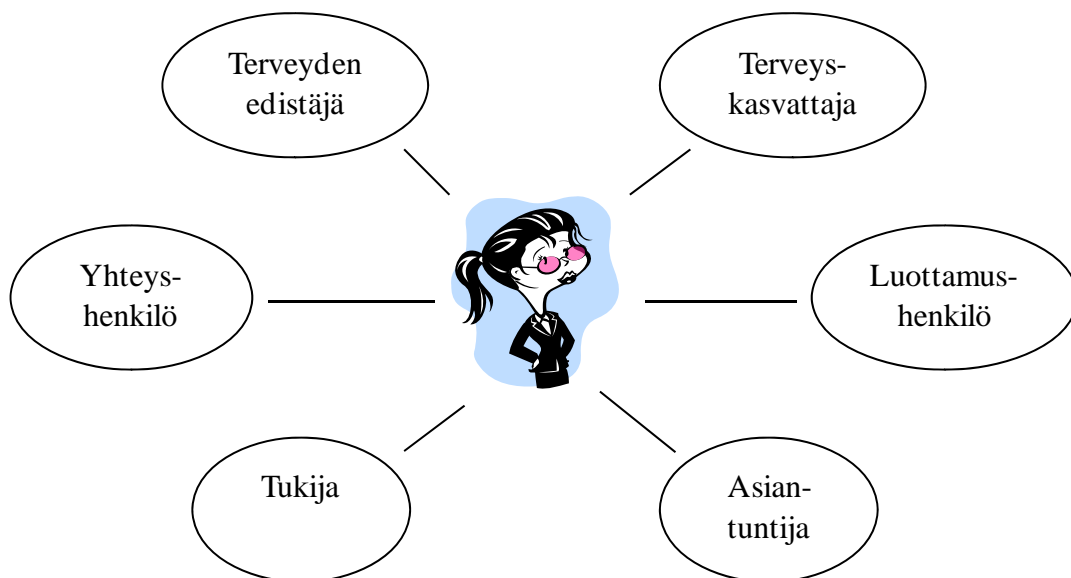 Terveyden
edistäjä
Terveys-
kasvattaja
Yhteys-
henkilö
Luottamus-
henkilö
Tukija
Asian-
tuntija